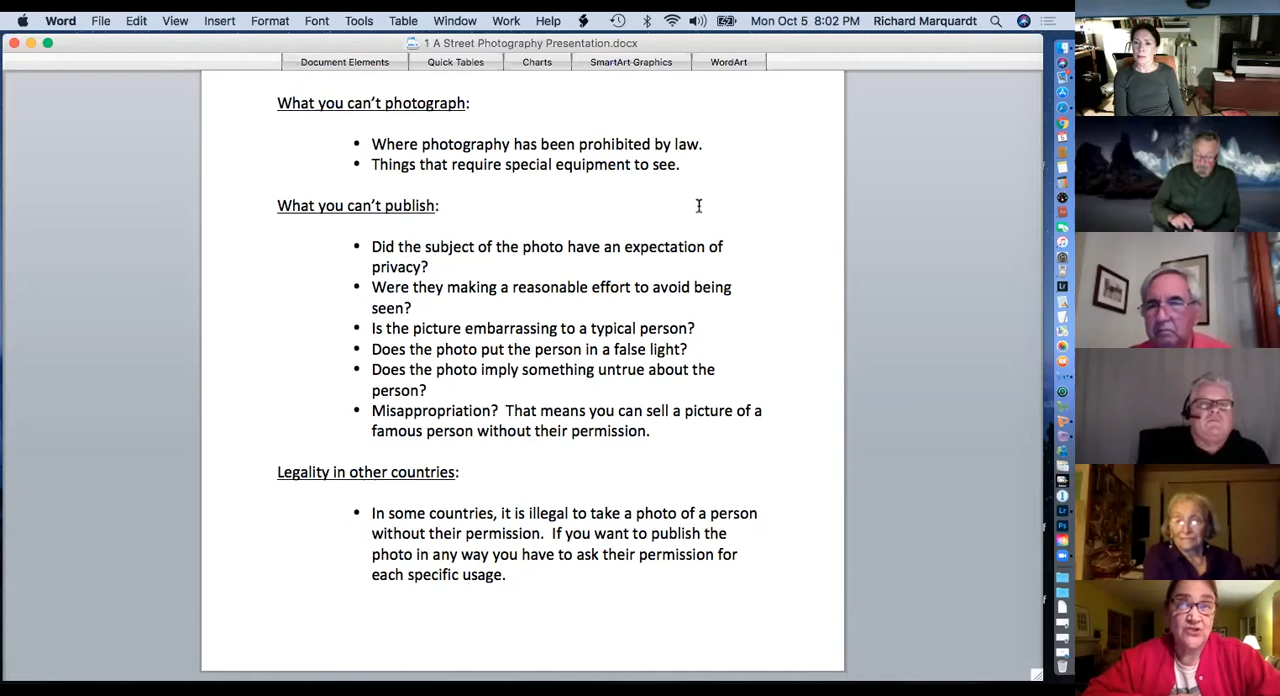 Word File Edit View Insert Format Font Tools Table Window Work Help Mon Oct 5 8:02 PM Richard Marquardt
1 A Street Photography Presentation.docx
Document Elements Quick Tables Charts SmartArt Graphics WordArt
What you can't photograph:
• Where photography has been prohibited by law.
• Things that require special equipment to see.
What you can't publish:
• Did the subject of the photo have an expectation of
privacy?
• Were they making a reasonable effort to avoid being
seen?
• Is the picture embarrassing to a typical person?
• Does the photo put the person in a false light?
• Does the photo imply something untrue about the
person?
• Misappropriation?  That means you can sell a picture of a
famous person without their permission.
Legality in other countries:
• In some countries, it is illegal to take a photo of a person
without their permission.  If you want to publish the
photo in any way you have to ask their permission for
each specific usage.